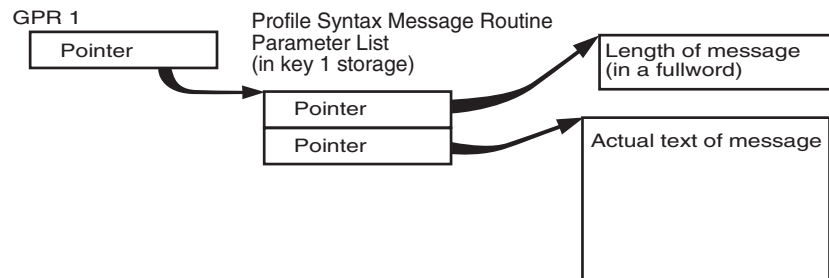 GPR 1
Pointer
Profile Syntax Message Routine
Parameter List
(in key 1 storage)
Pointer
Pointer
Length of message
(in a fullword)
Actual text of message